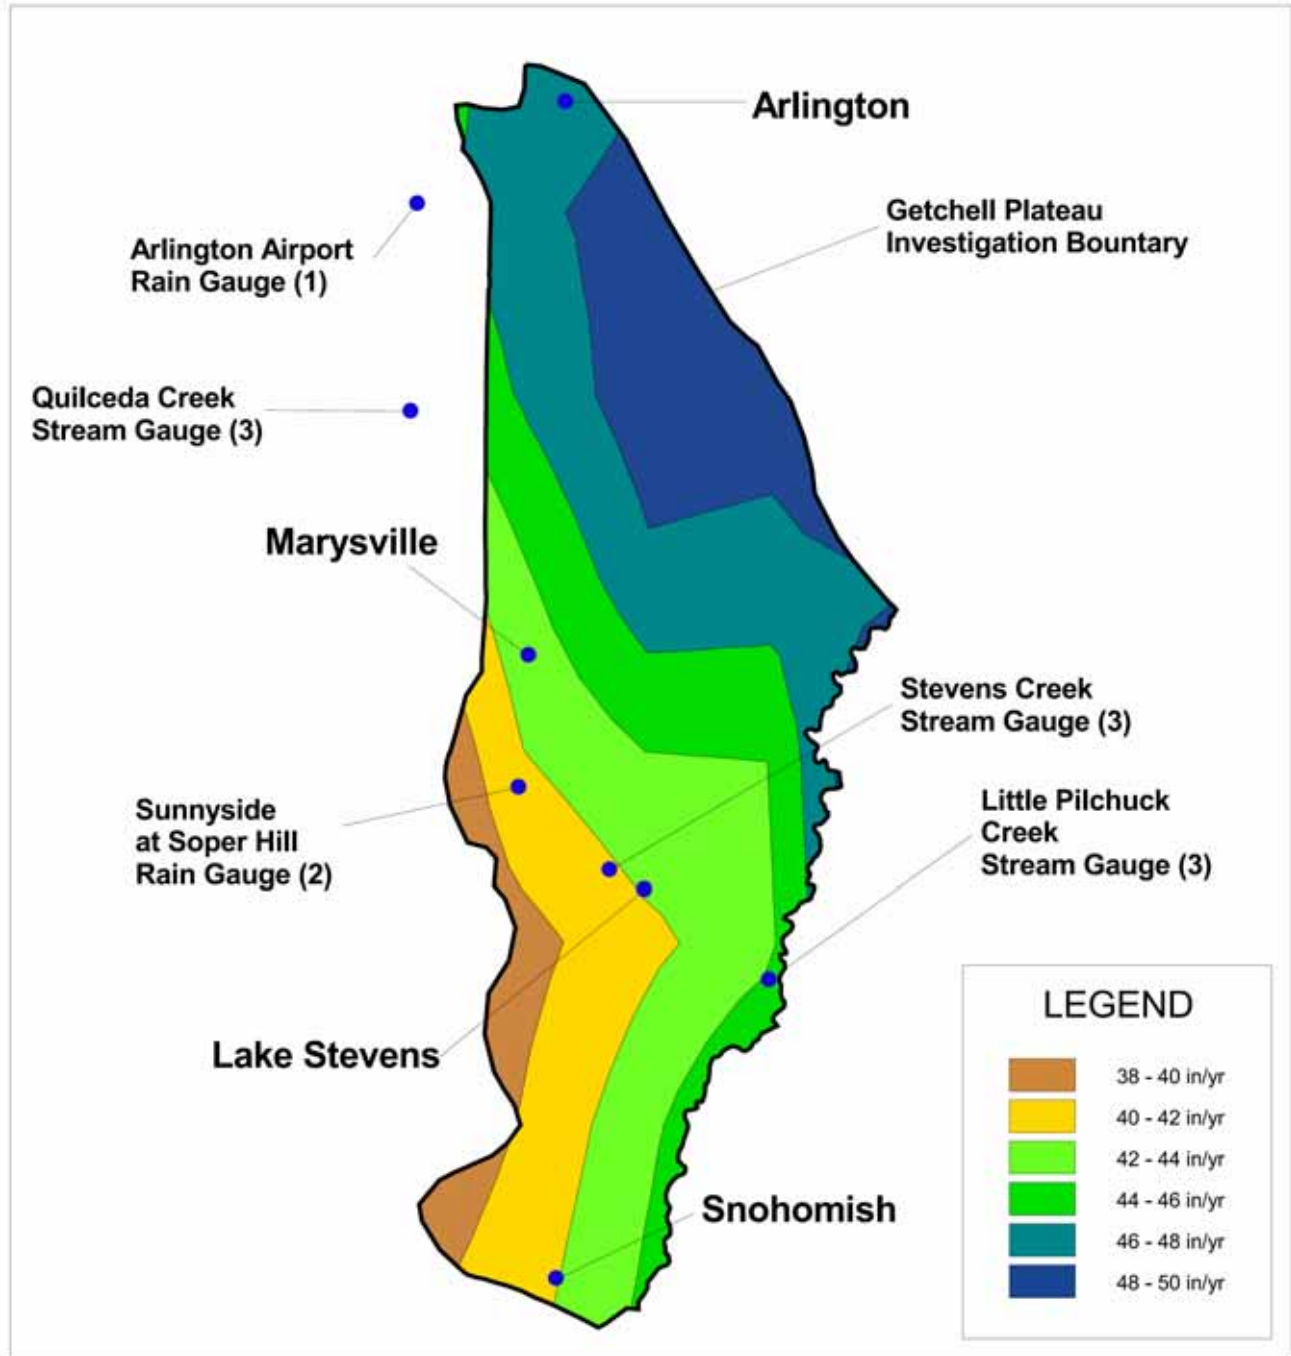 Arlington
Getchell Plateau
Investigation Bountary
Arlington Airport
Rain Gauge (1)
Quilceda Creek
Stream Gauge (3)
Marysville
Stevens Creek
Stream Gauge (3)
Sunnyside
at Soper Hill
Rain Gauge (2)
Little Pilchuck
Creek
Stream Gauge (3)
Lake Stevens
Snohomish
LEGEND
38 - 40 in/yr
40 - 42 in/yr
42 - 44 in/yr
44 - 46 in/yr
46 - 48 in/yr
48 - 50 in/yr